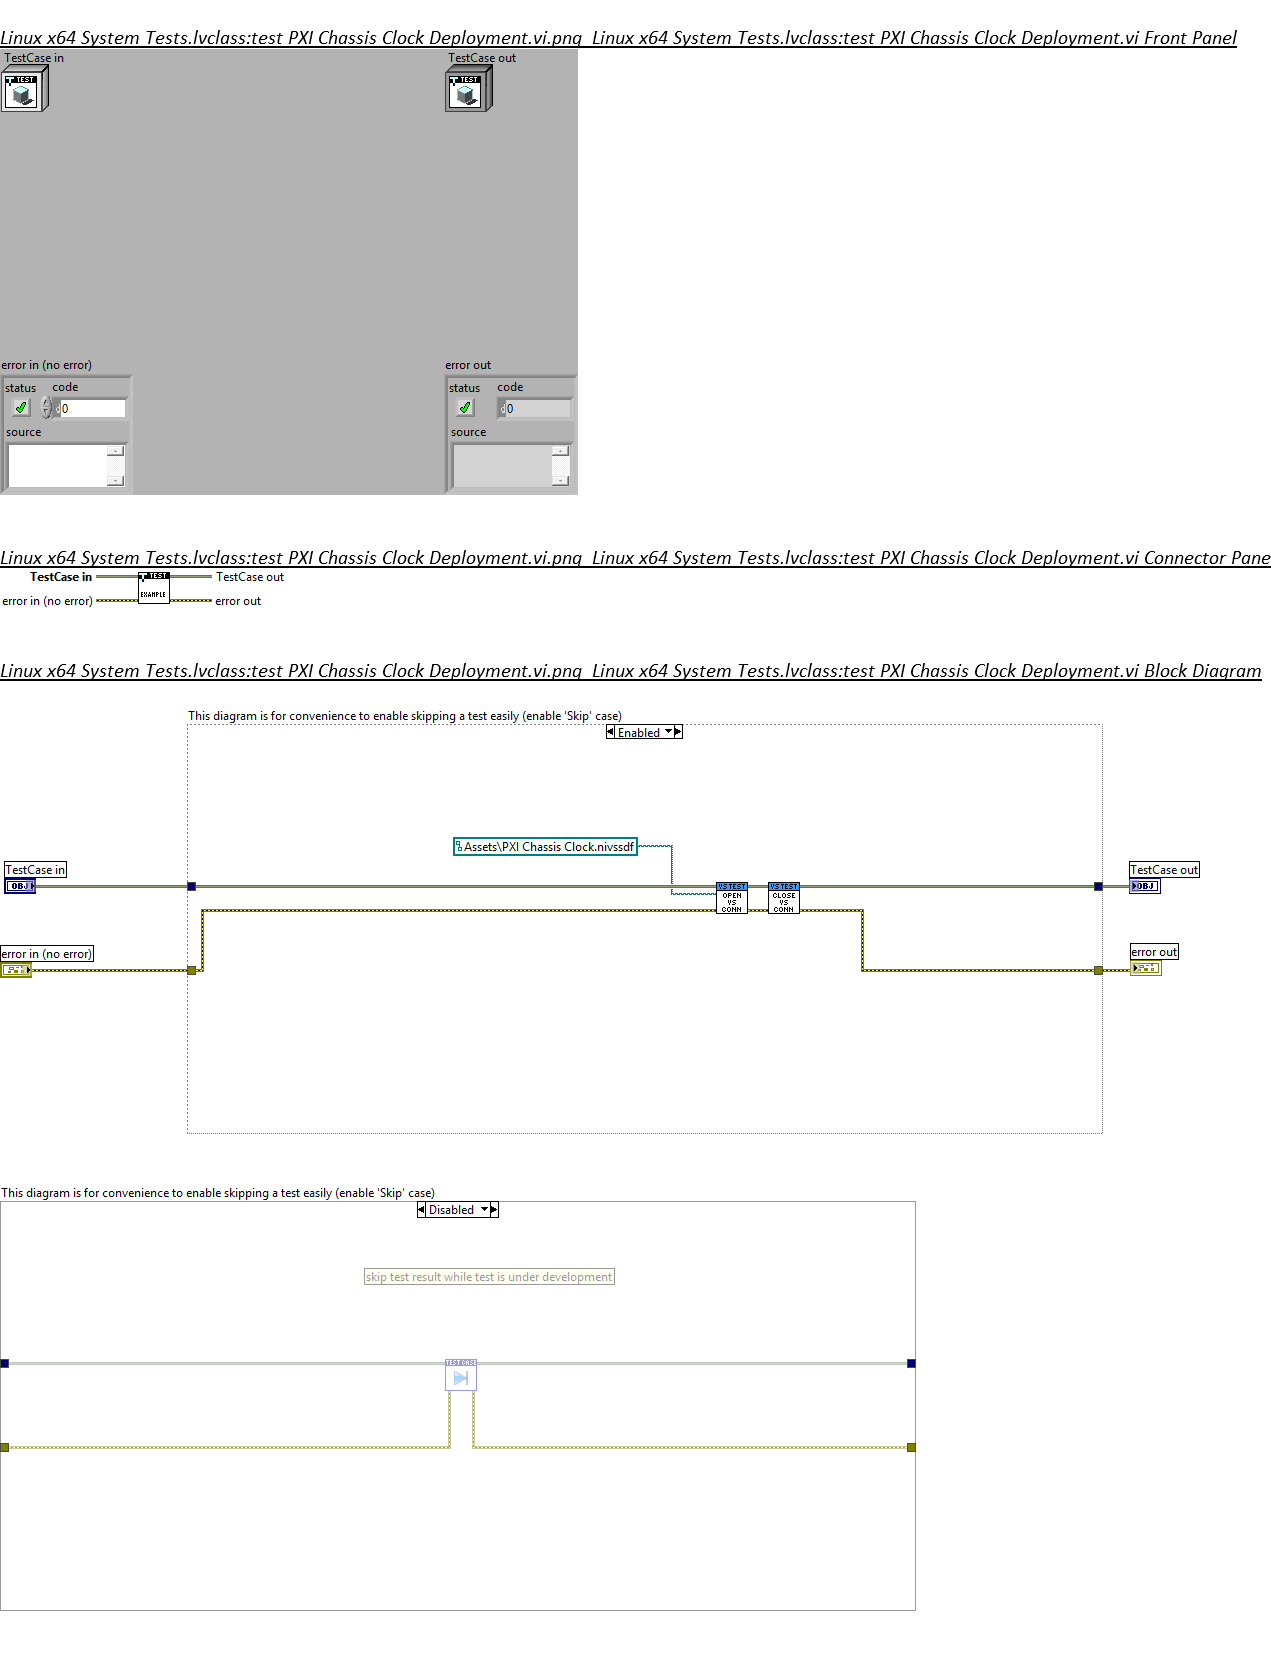 Linux x64 System Tests.lvclass:test PXI Chassis Clock Deployment.vi.png  Linux x64 System Tests.lvclass:test PXI Chassis Clock Deployment.vi Front Panel
TestCase in
TestCase out
TEST
TEST
error in (no error)
error out
status
code
status
code
d0
d0
source
source
Linux x64 System Tests.lvclass:test PXI Chassis Clock Deployment.vi.png  Linux x64 System Tests.lvclass:test PXI Chassis Clock Deployment.vi Connector Pane
TestCase in
TEST
TestCase out
error in (no error)
EXAMPLE
error out
Linux x64 System Tests.lvclass:test PXI Chassis Clock Deployment.vi.png  Linux x64 System Tests.lvclass:test PXI Chassis Clock Deployment.vi Block Diagram
This diagram is for convenience to enable skipping a test easily (enable 'Skip' case)
Enabled
Assets\PXI Chassis Clock.nivssdf
TestCase in
OBJ
VS TEST
OPEN
VS
CONN
VS TEST
CLOSE
VS
CONN
TestCase out
OBJ
error in (no error)
error out
This diagram is for convenience to enable skipping a test easily (enable 'Skip' case)
Disabled
skip test result while test is under development
TEST CASE